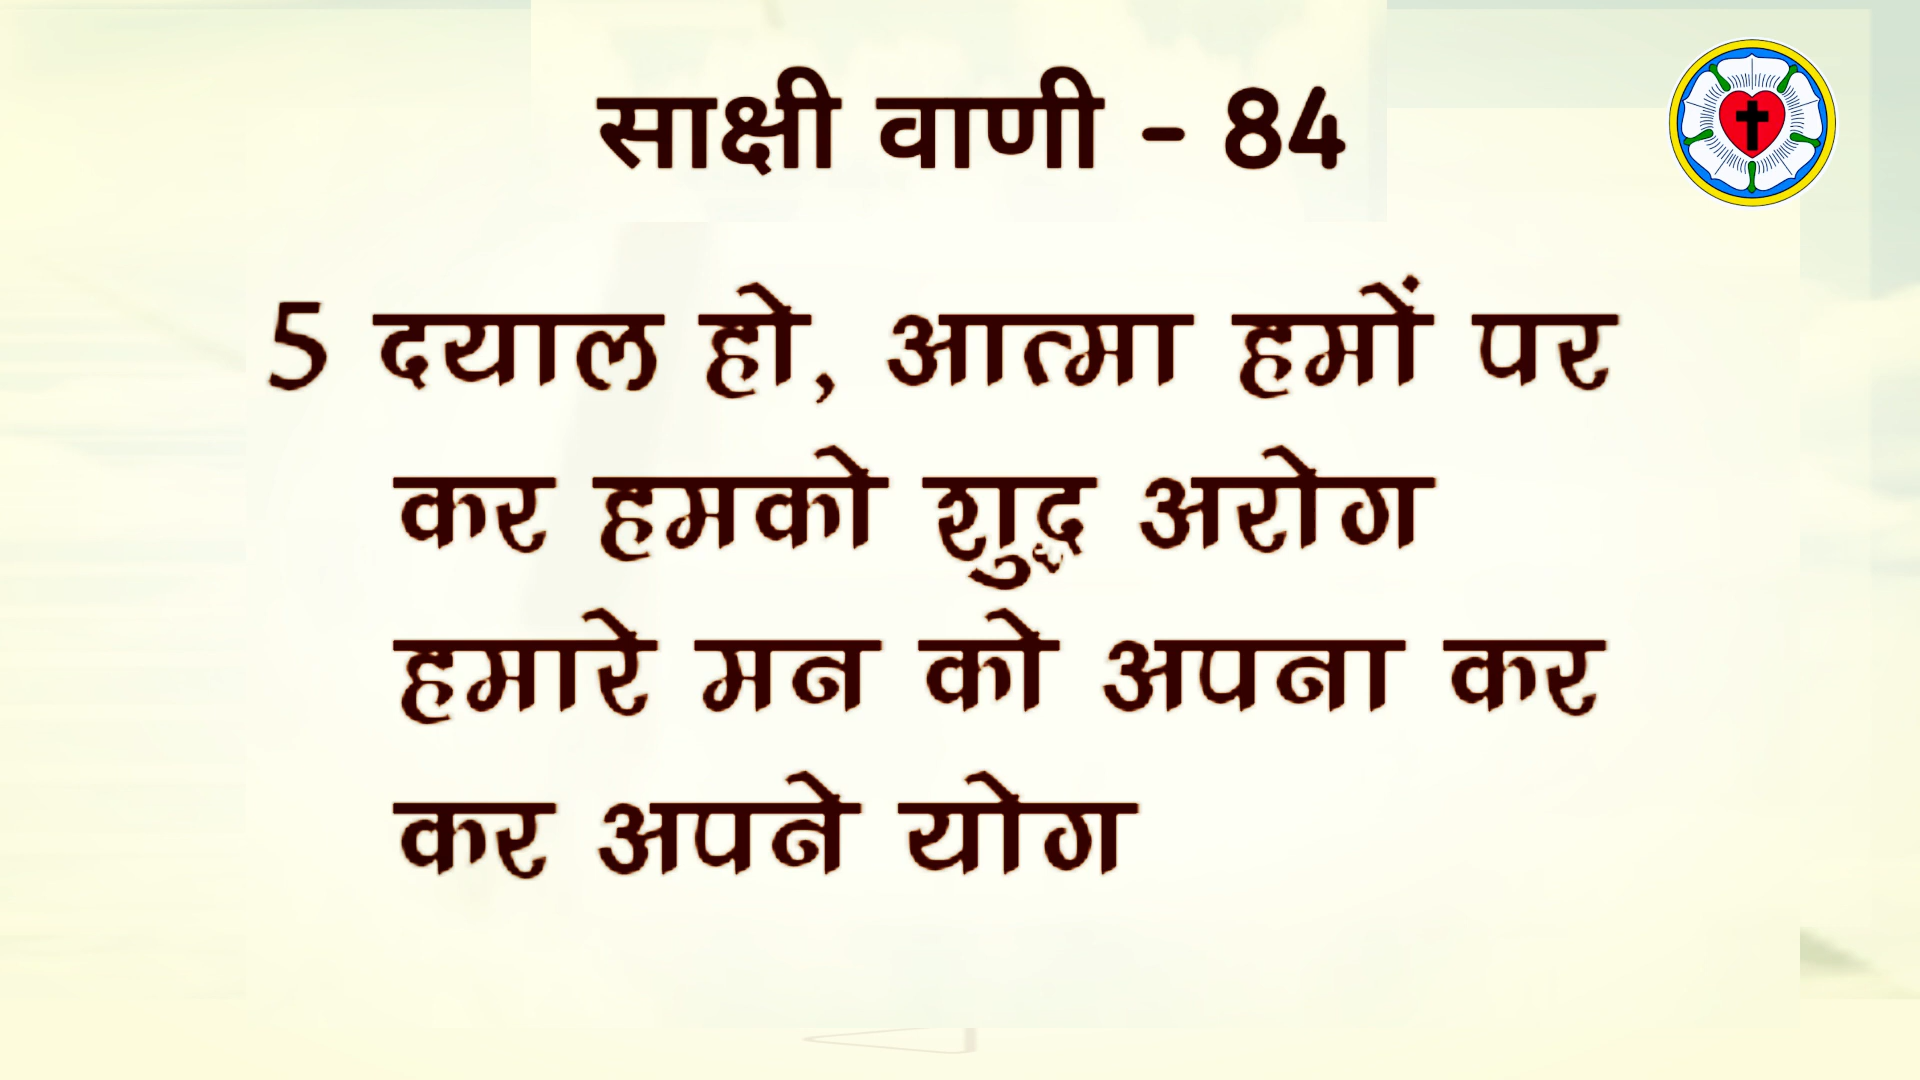 साक्षी वाणी - 84
5 दयाल हो, आत्मा हमों पर
कर हमको शुद्ध अरोग
हमारे मन को अपना कर
कर अपने योग